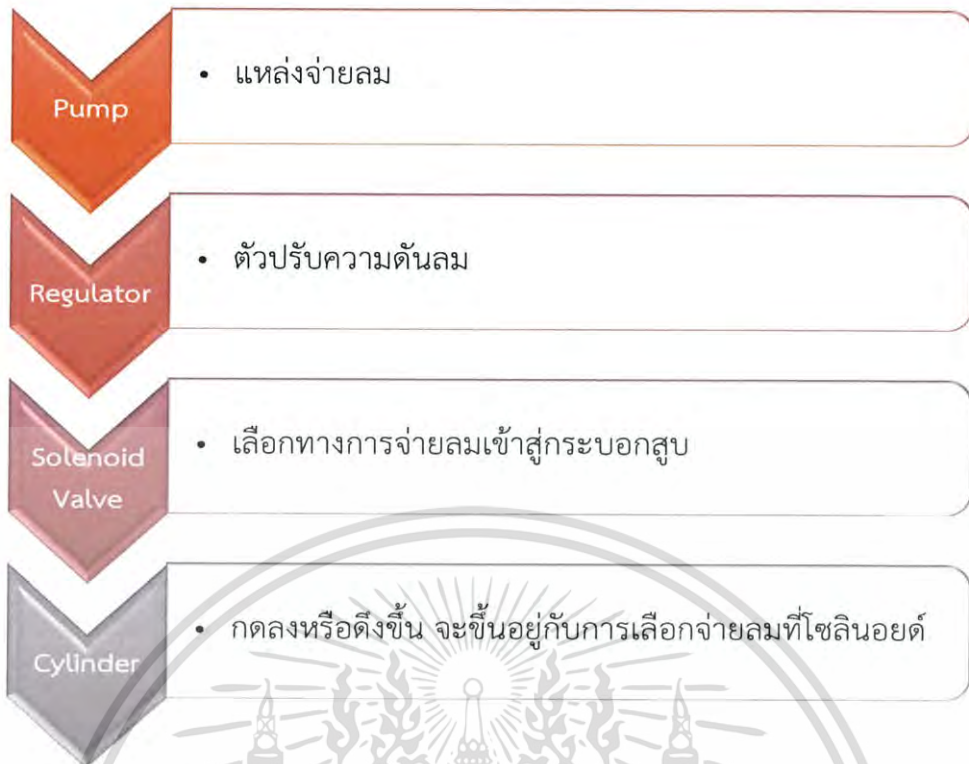 Pump
• แหล่งจ่ายลม
Regulator
• ตัวปรับความดันลม
Solenoid
Valve
• เลือกทางการจ่ายลมเข้าสู่กระบอกสูบ
Cylinder
• กดลงหรือดึงขึ้น จะขึ้นอยู่กับการเลือกจ่ายลมที่โซลินอยด์